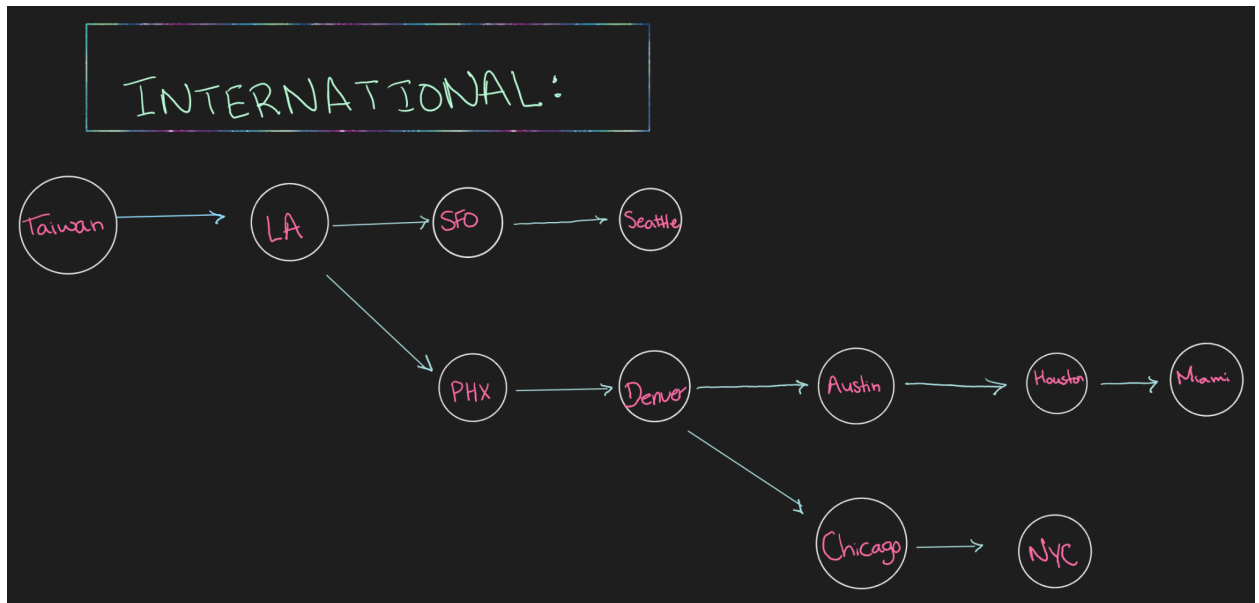 INTERNATIONAL:
Taiwan
LA
SFO
Seattle
PHX
Denver
Austin
Houston
Miami
Chicago
NYC